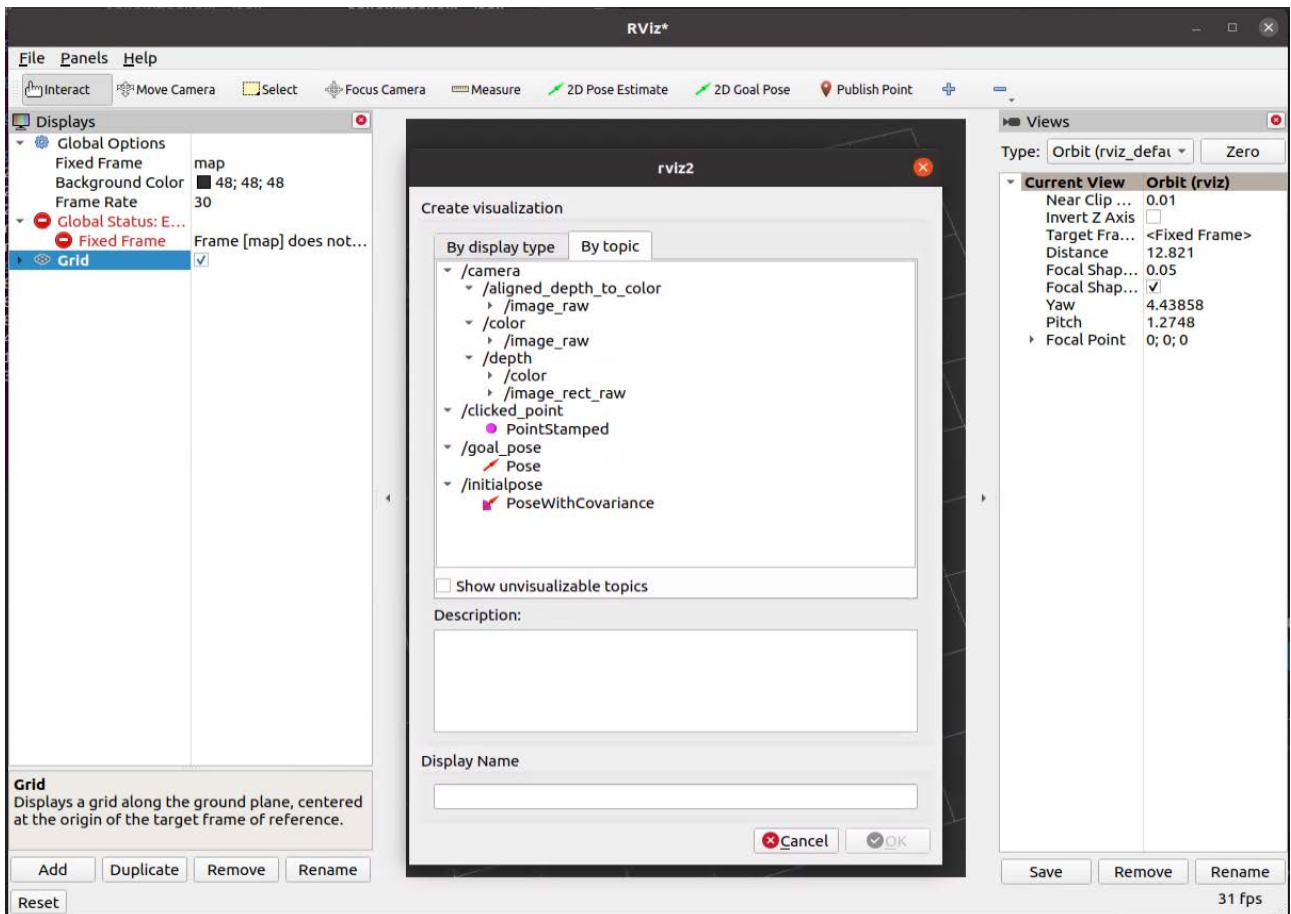 RViz*
File Panels Help
Interact Move Camera Select Focus Camera Measure 2D Pose Estimate 2D Goal Pose Publish Point
Displays
Global Options
Fixed Frame map
Background Color 48; 48; 48
Frame Rate 30
Global Status: E...
Fixed Frame Frame [map] does not...
Grid
Grid
Displays a grid along the ground plane, centered
at the origin of the target frame of reference.
Add Duplicate Remove Rename
Reset
rviz2
Create visualization
By display type By topic
/camera
/aligned_depth_to_color
/image_raw
/color
/image_raw
/depth
/color
/image_rect_raw
/clicked_point
PointStamped
/goal_pose
Pose
/initialpose
PoseWithCovariance
Show unvisualizable topics
Description:
Display Name
Cancel OK
Views
Type: Orbit (rviz_defau Zero
Current View Orbit (rviz)
Near Clip ... 0.01
Invert Z Axis
Target Fra... <Fixed Frame>
Distance 12.821
Focal Shap... 0.05
Focal Shap...
Yaw 4.43858
Pitch 1.2748
Focal Point 0; 0; 0
Save Remove Rename
31 fps